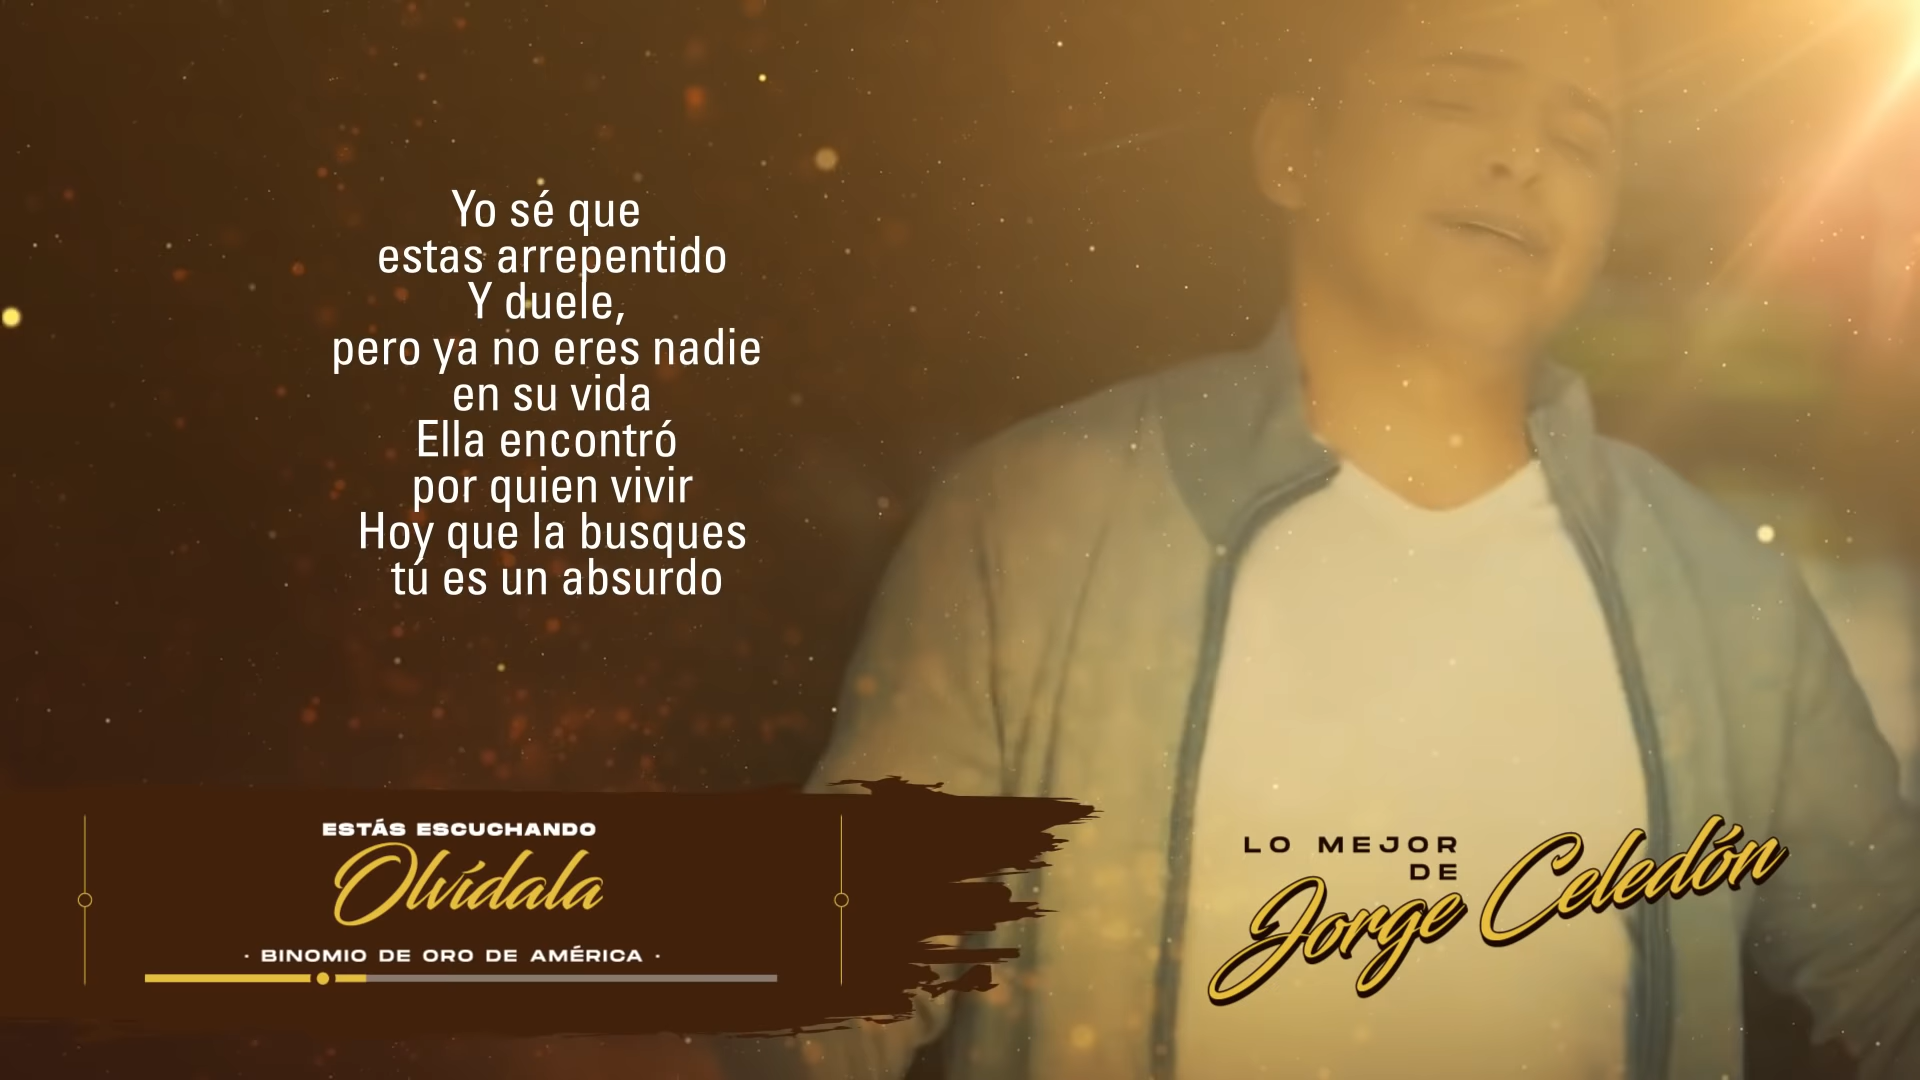 Yo sé que
estas arrepentido
Y duele,
pero ya no eres nadie
en su vida
Ella encontró
por quien vivir
Hoy que la busques
tú es un absurdo
ESTÁS ESCUCHANDO
Olvídala
· BINOMIO DE ORO DE AMÉRICA ·
LO MEJOR
DE
Jorge Celedón